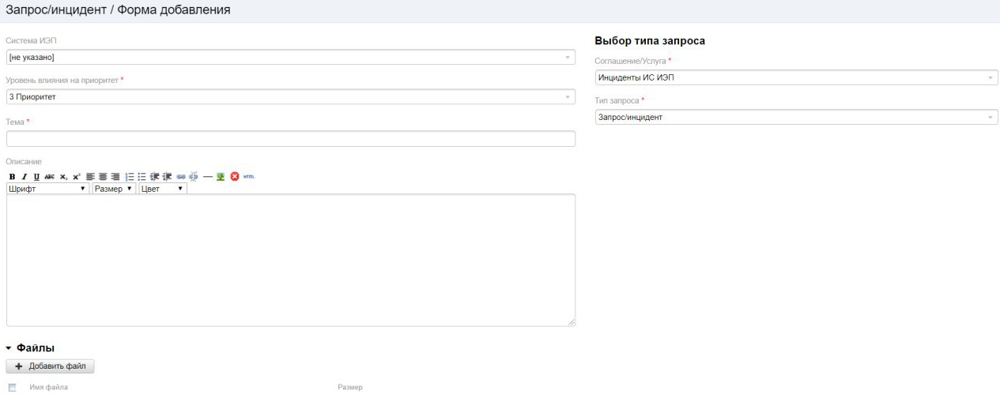 Запрос/инцидент / Форма добавления
Система ИЭП
[не указано]
Уровень влияния на приоритет *
3 Приоритет
Тема *
Описание
B I U ABC x, x² HTML
Шрифт Размер Цвет
Файлы
+ Добавить файл
Имя файла Размер
Выбор типа запроса
Соглашение/Услуга *
Инциденты ИС ИЭП
Тип запроса *
Запрос/инцидент